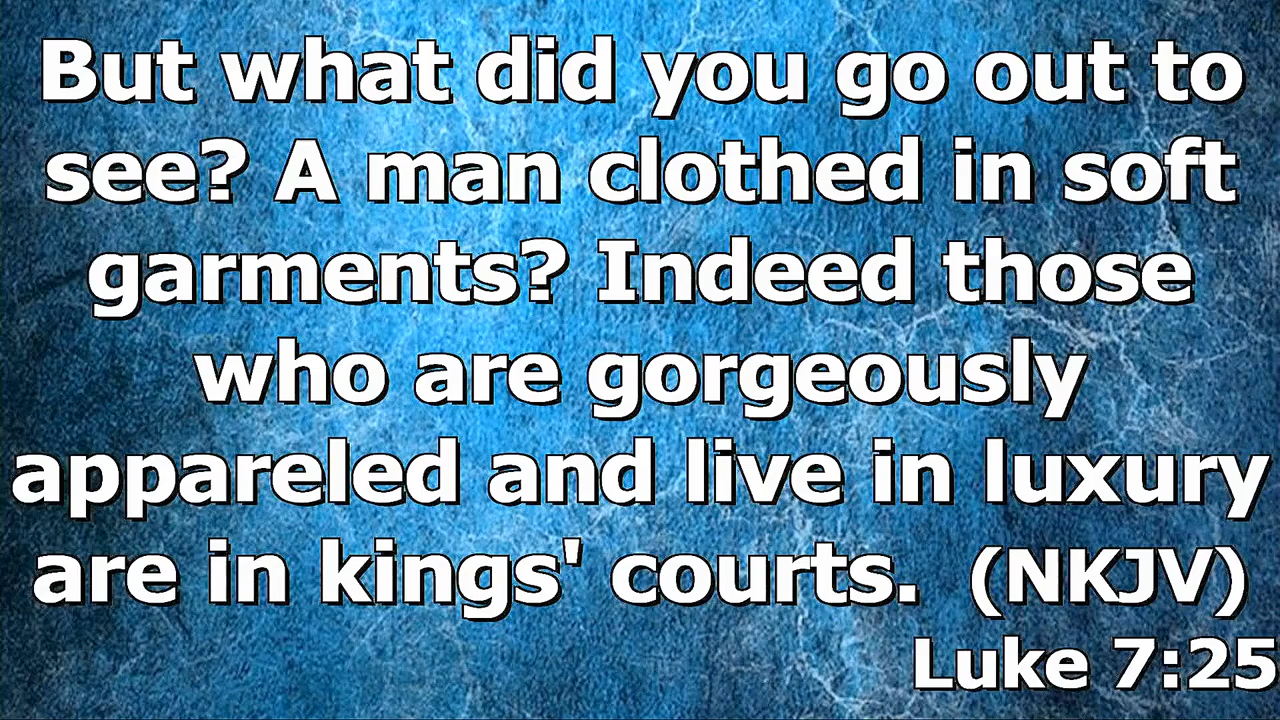 But what did you go out to
see? A man clothed in soft
garments? Indeed those
who are gorgeously
appareled and live in luxury
are in kings' courts. (NKJV)
Luke 7:25